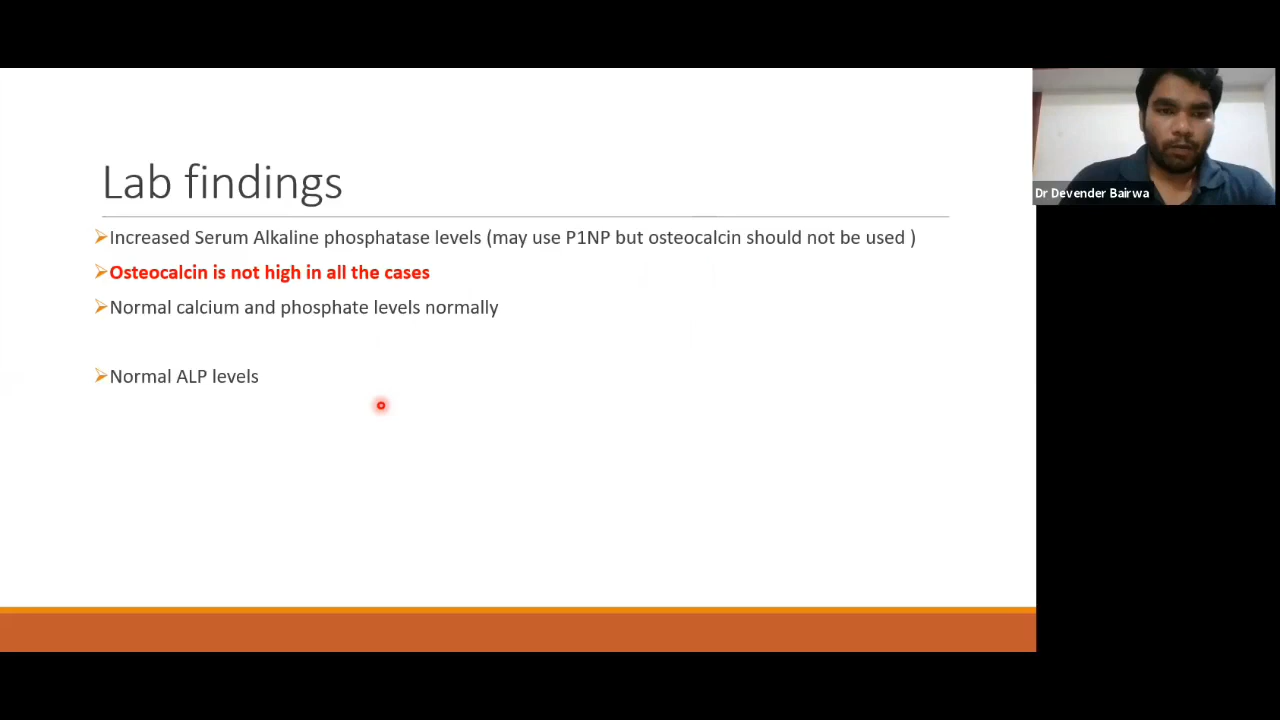 Lab findings
Increased Serum Alkaline phosphatase levels (may use P1NP but osteocalcin should not be used )
Osteocalcin is not high in all the cases
Normal calcium and phosphate levels normally
Normal ALP levels
Dr Devender Bairwa